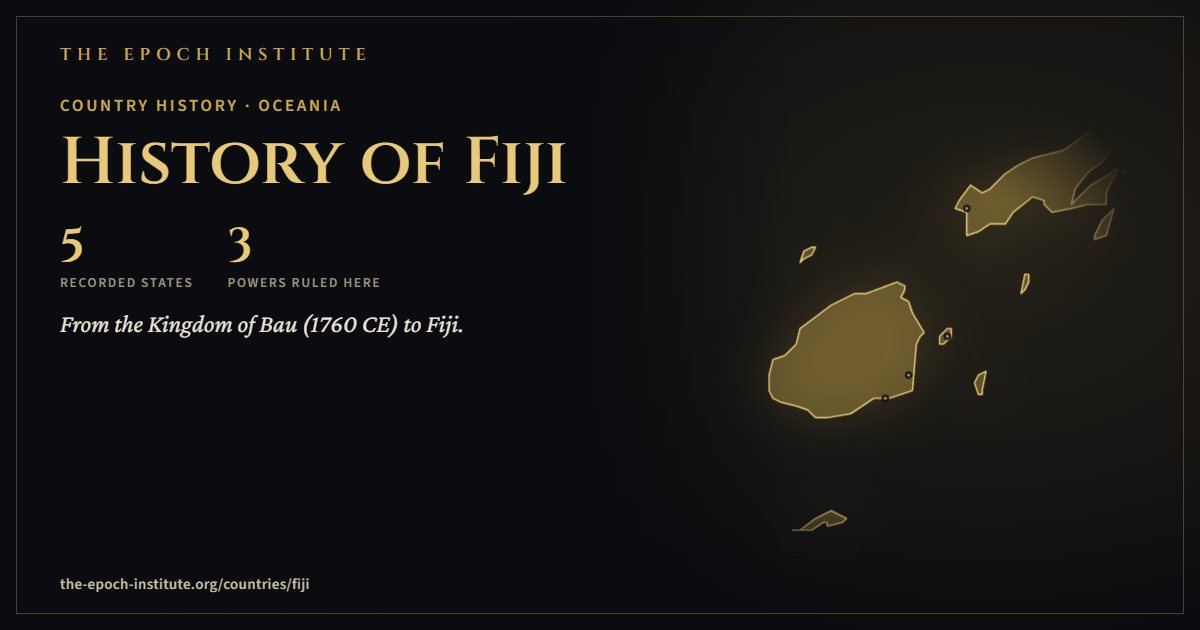 THE EPOCH INSTITUTE
COUNTRY HISTORY · OCEANIA
History of Fiji
5 3
RECORDED STATES POWERS RULED HERE
From the Kingdom of Bau (1760 CE) to Fiji.
the-epoch-institute.org/countries/fiji